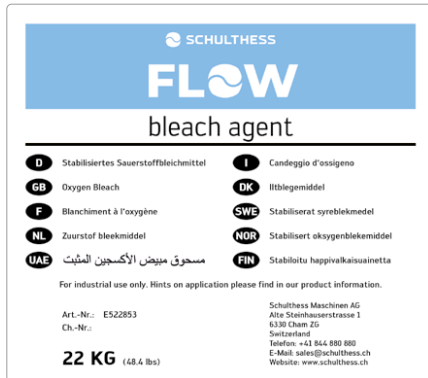 SCHULTHESS
FLOW
bleach agent
D Stabilisiertes Sauerstoffbleichmittel
GB Oxygen Bleach
F Blanchiment à l'oxygène
NL Zuurstof bleekmiddel
UAE مسحوق مبيض الأكسجين المثبت
I Candeggio d'ossigeno
DK Iltblegemiddel
SWE Stabiliserat syreblekmedel
NOR Stabilisert oksygenblekemiddel
FIN Stabiloitu happivalkaisuainetta
For industrial use only. Hints on application please find in our product information.
Art.-Nr.: E522853
Ch.-Nr.:
22 KG (48.4 lbs)
Schulthess Maschinen AG
Alte Steinhauserstrasse 1
6330 Cham ZG
Switzerland
Telefon: +41 844 880 880
E-Mail: sales@schulthess.ch
Website: www.schulthess.ch